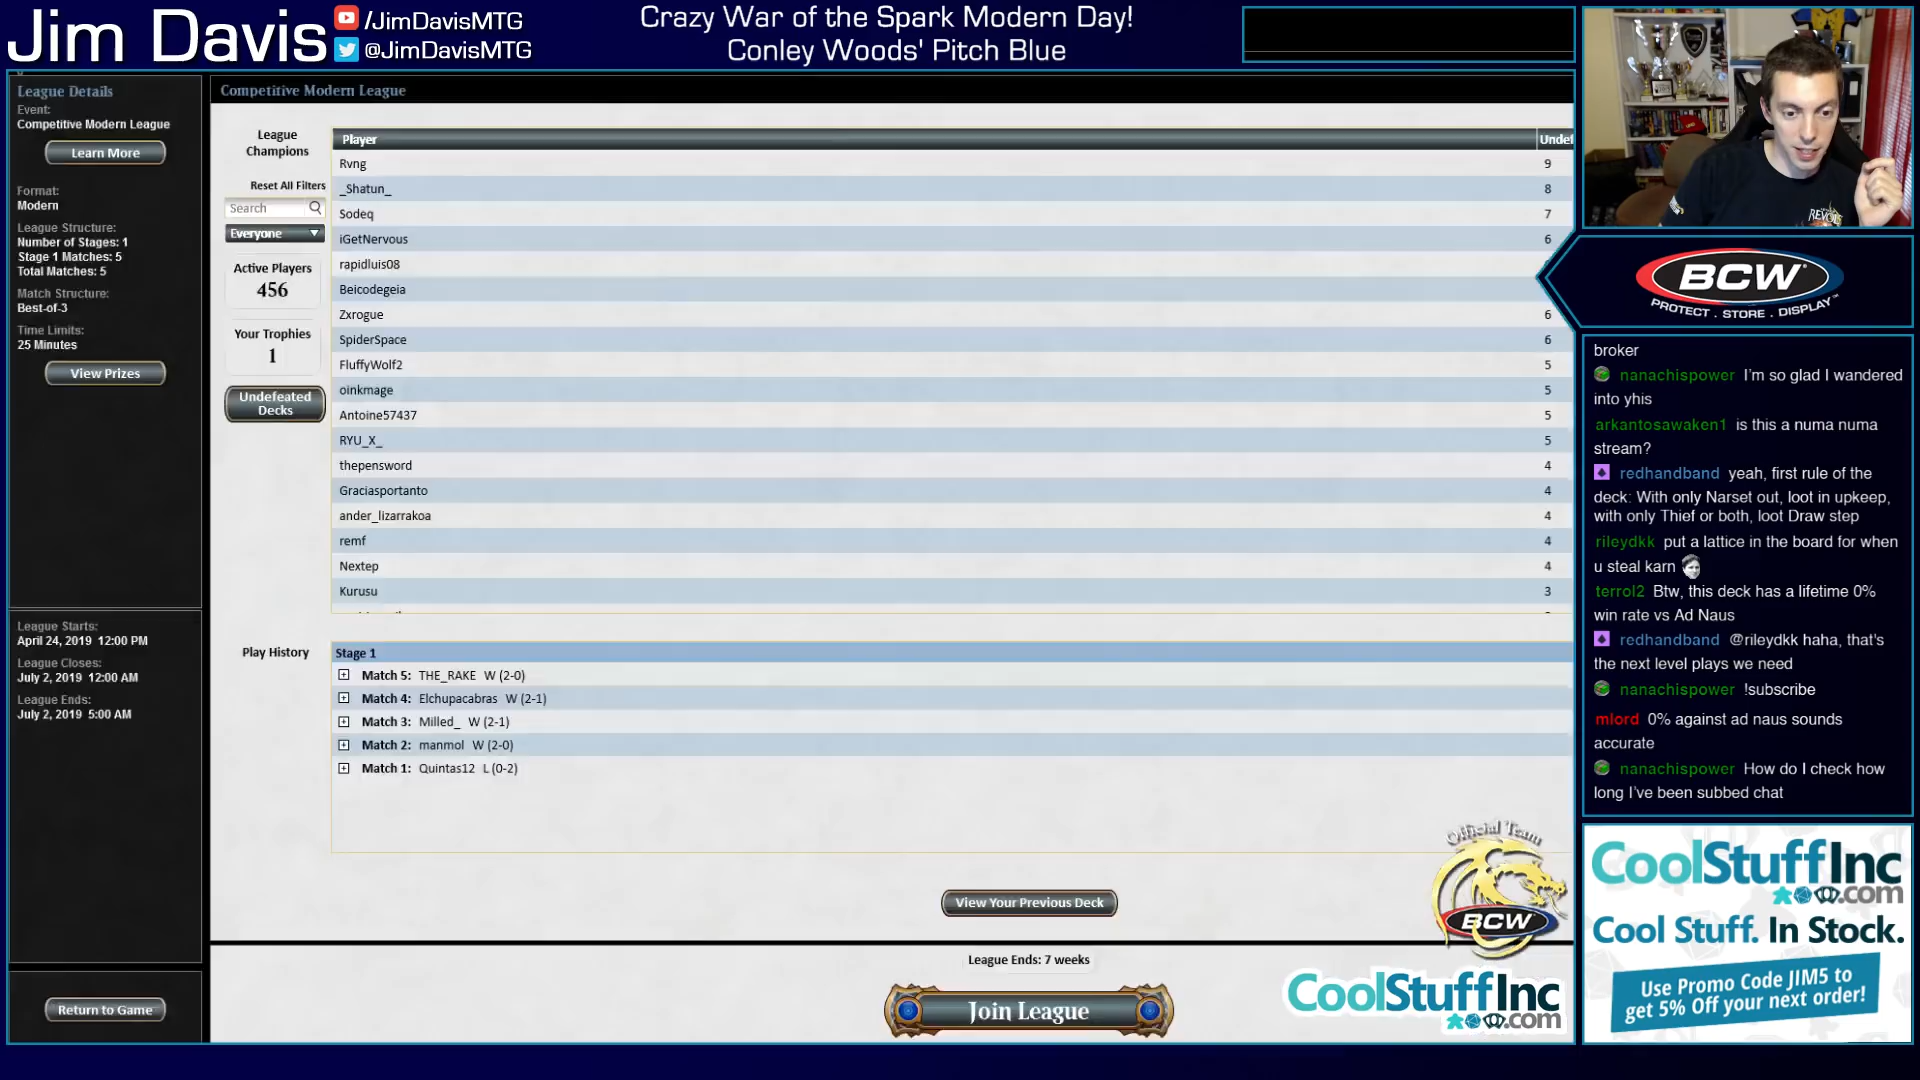 Jim Davis
/JimDavisMTG
@JimDavisMTG
Crazy War of the Spark Modern Day!
Conley Woods' Pitch Blue
League Details
Event:
Competitive Modern League
Learn More
Format:
Modern
League Structure:
Number of Stages: 1
Stage 1 Matches: 5
Total Matches: 5
Match Structure:
Best-of-3
Time Limits:
25 Minutes
View Prizes
League Starts:
April 24, 2019 12:00 PM
League Closes:
July 2, 2019 12:00 AM
League Ends:
July 2, 2019 5:00 AM
Return to Game
Competitive Modern League
League
Champions
Reset All Filters
Search
Everyone
Active Players
456
Your Trophies
1
Undefeated
Decks
Player Undef
Rvng 9
_Shatun_ 8
Sodeq 7
iGetNervous 6
rapidluis08
Beicodegeia
Zxrogue 6
SpiderSpace 6
FluffyWolf2 5
oinkmage 5
Antoine57437 5
RYU_X_ 5
thepensword 4
Graciasportanto 4
ander_lizarrakoa 4
remf 4
Nextep 4
Kurusu 3
Play History
Stage 1
Match 5: THE_RAKE W (2-0)
Match 4: Elchupacabras W (2-1)
Match 3: Milled_ W (2-1)
Match 2: manmol W (2-0)
Match 1: Quintas12 L (0-2)
View Your Previous Deck
League Ends: 7 weeks
Join League
Official Team
BCW
CoolStuffInc
.com
REVOL
BCW
PROTECT . STORE . DISPLAY
broker
nanachispower I'm so glad I wandered
into yhis
arkantosawaken1 is this a numa numa
stream?
redhandband yeah, first rule of the
deck: With only Narset out, loot in upkeep,
with only Thief or both, loot Draw step
rileydkk put a lattice in the board for when
u steal karn
terrol2 Btw, this deck has a lifetime 0%
win rate vs Ad Naus
redhandband @rileydkk haha, that's
the next level plays we need
nanachispower !subscribe
mlord 0% against ad naus sounds
accurate
nanachispower How do I check how
long I've been subbed chat
CoolStuffInc
.com
Cool Stuff. In Stock.
Use Promo Code JIM5 to
get 5% Off your next order!